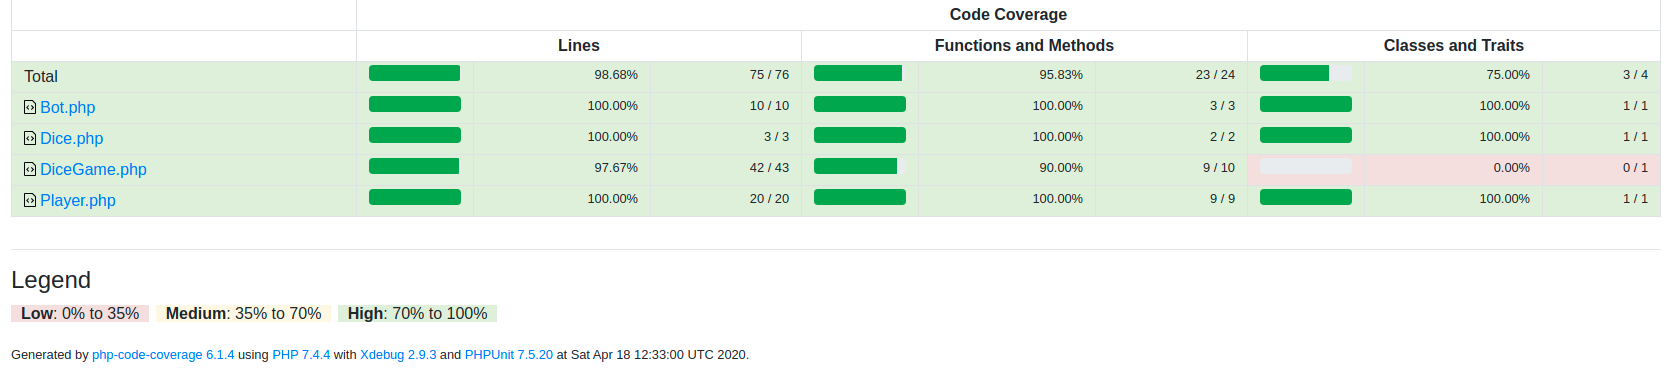 Code Coverage
Lines Functions and Methods Classes and Traits
Total 98.68% 75 / 76 95.83% 23 / 24 75.00% 3 / 4
Bot.php 100.00% 10 / 10 100.00% 3 / 3 100.00% 1 / 1
Dice.php 100.00% 3 / 3 100.00% 2 / 2 100.00% 1 / 1
DiceGame.php 97.67% 42 / 43 90.00% 9 / 10 0.00% 0 / 1
Player.php 100.00% 20 / 20 100.00% 9 / 9 100.00% 1 / 1
Legend
Low: 0% to 35% Medium: 35% to 70% High: 70% to 100%
Generated by php-code-coverage 6.1.4 using PHP 7.4.4 with Xdebug 2.9.3 and PHPUnit 7.5.20 at Sat Apr 18 12:33:00 UTC 2020.